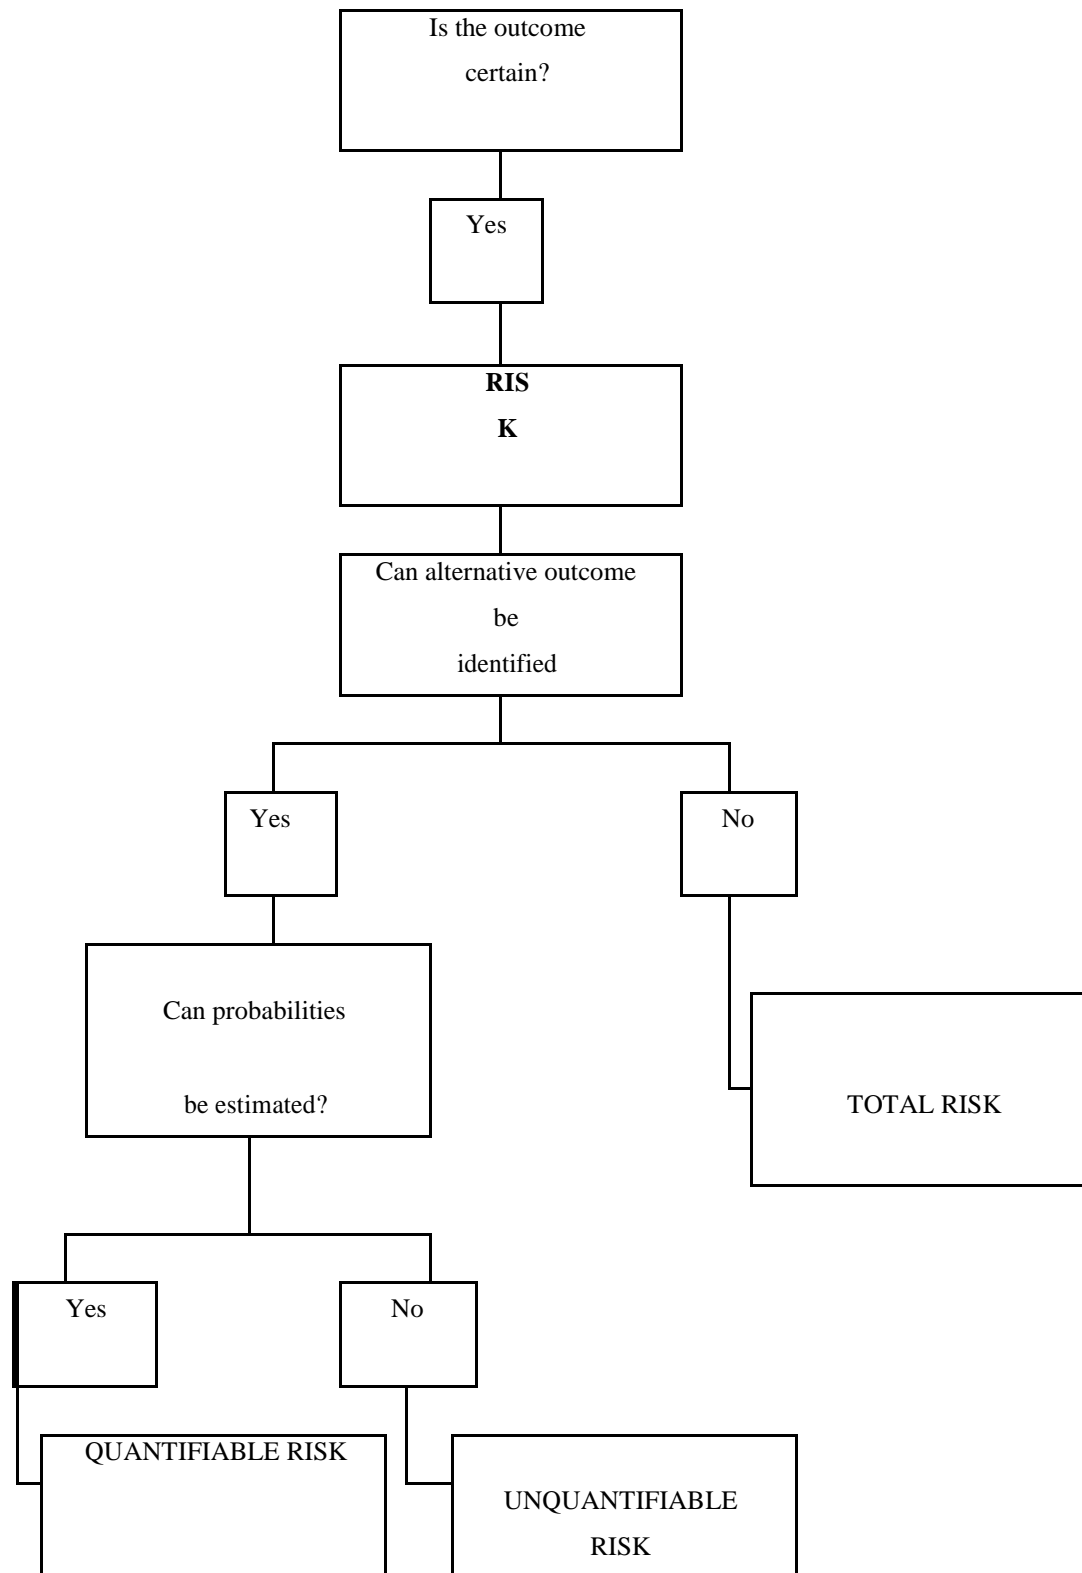 Is the outcome
certain?
Yes
RIS
K
Can alternative outcome
be
identified
Yes
No
Can probabilities
be estimated?
TOTAL RISK
Yes
No
QUANTIFIABLE RISK
UNQUANTIFIABLE
RISK